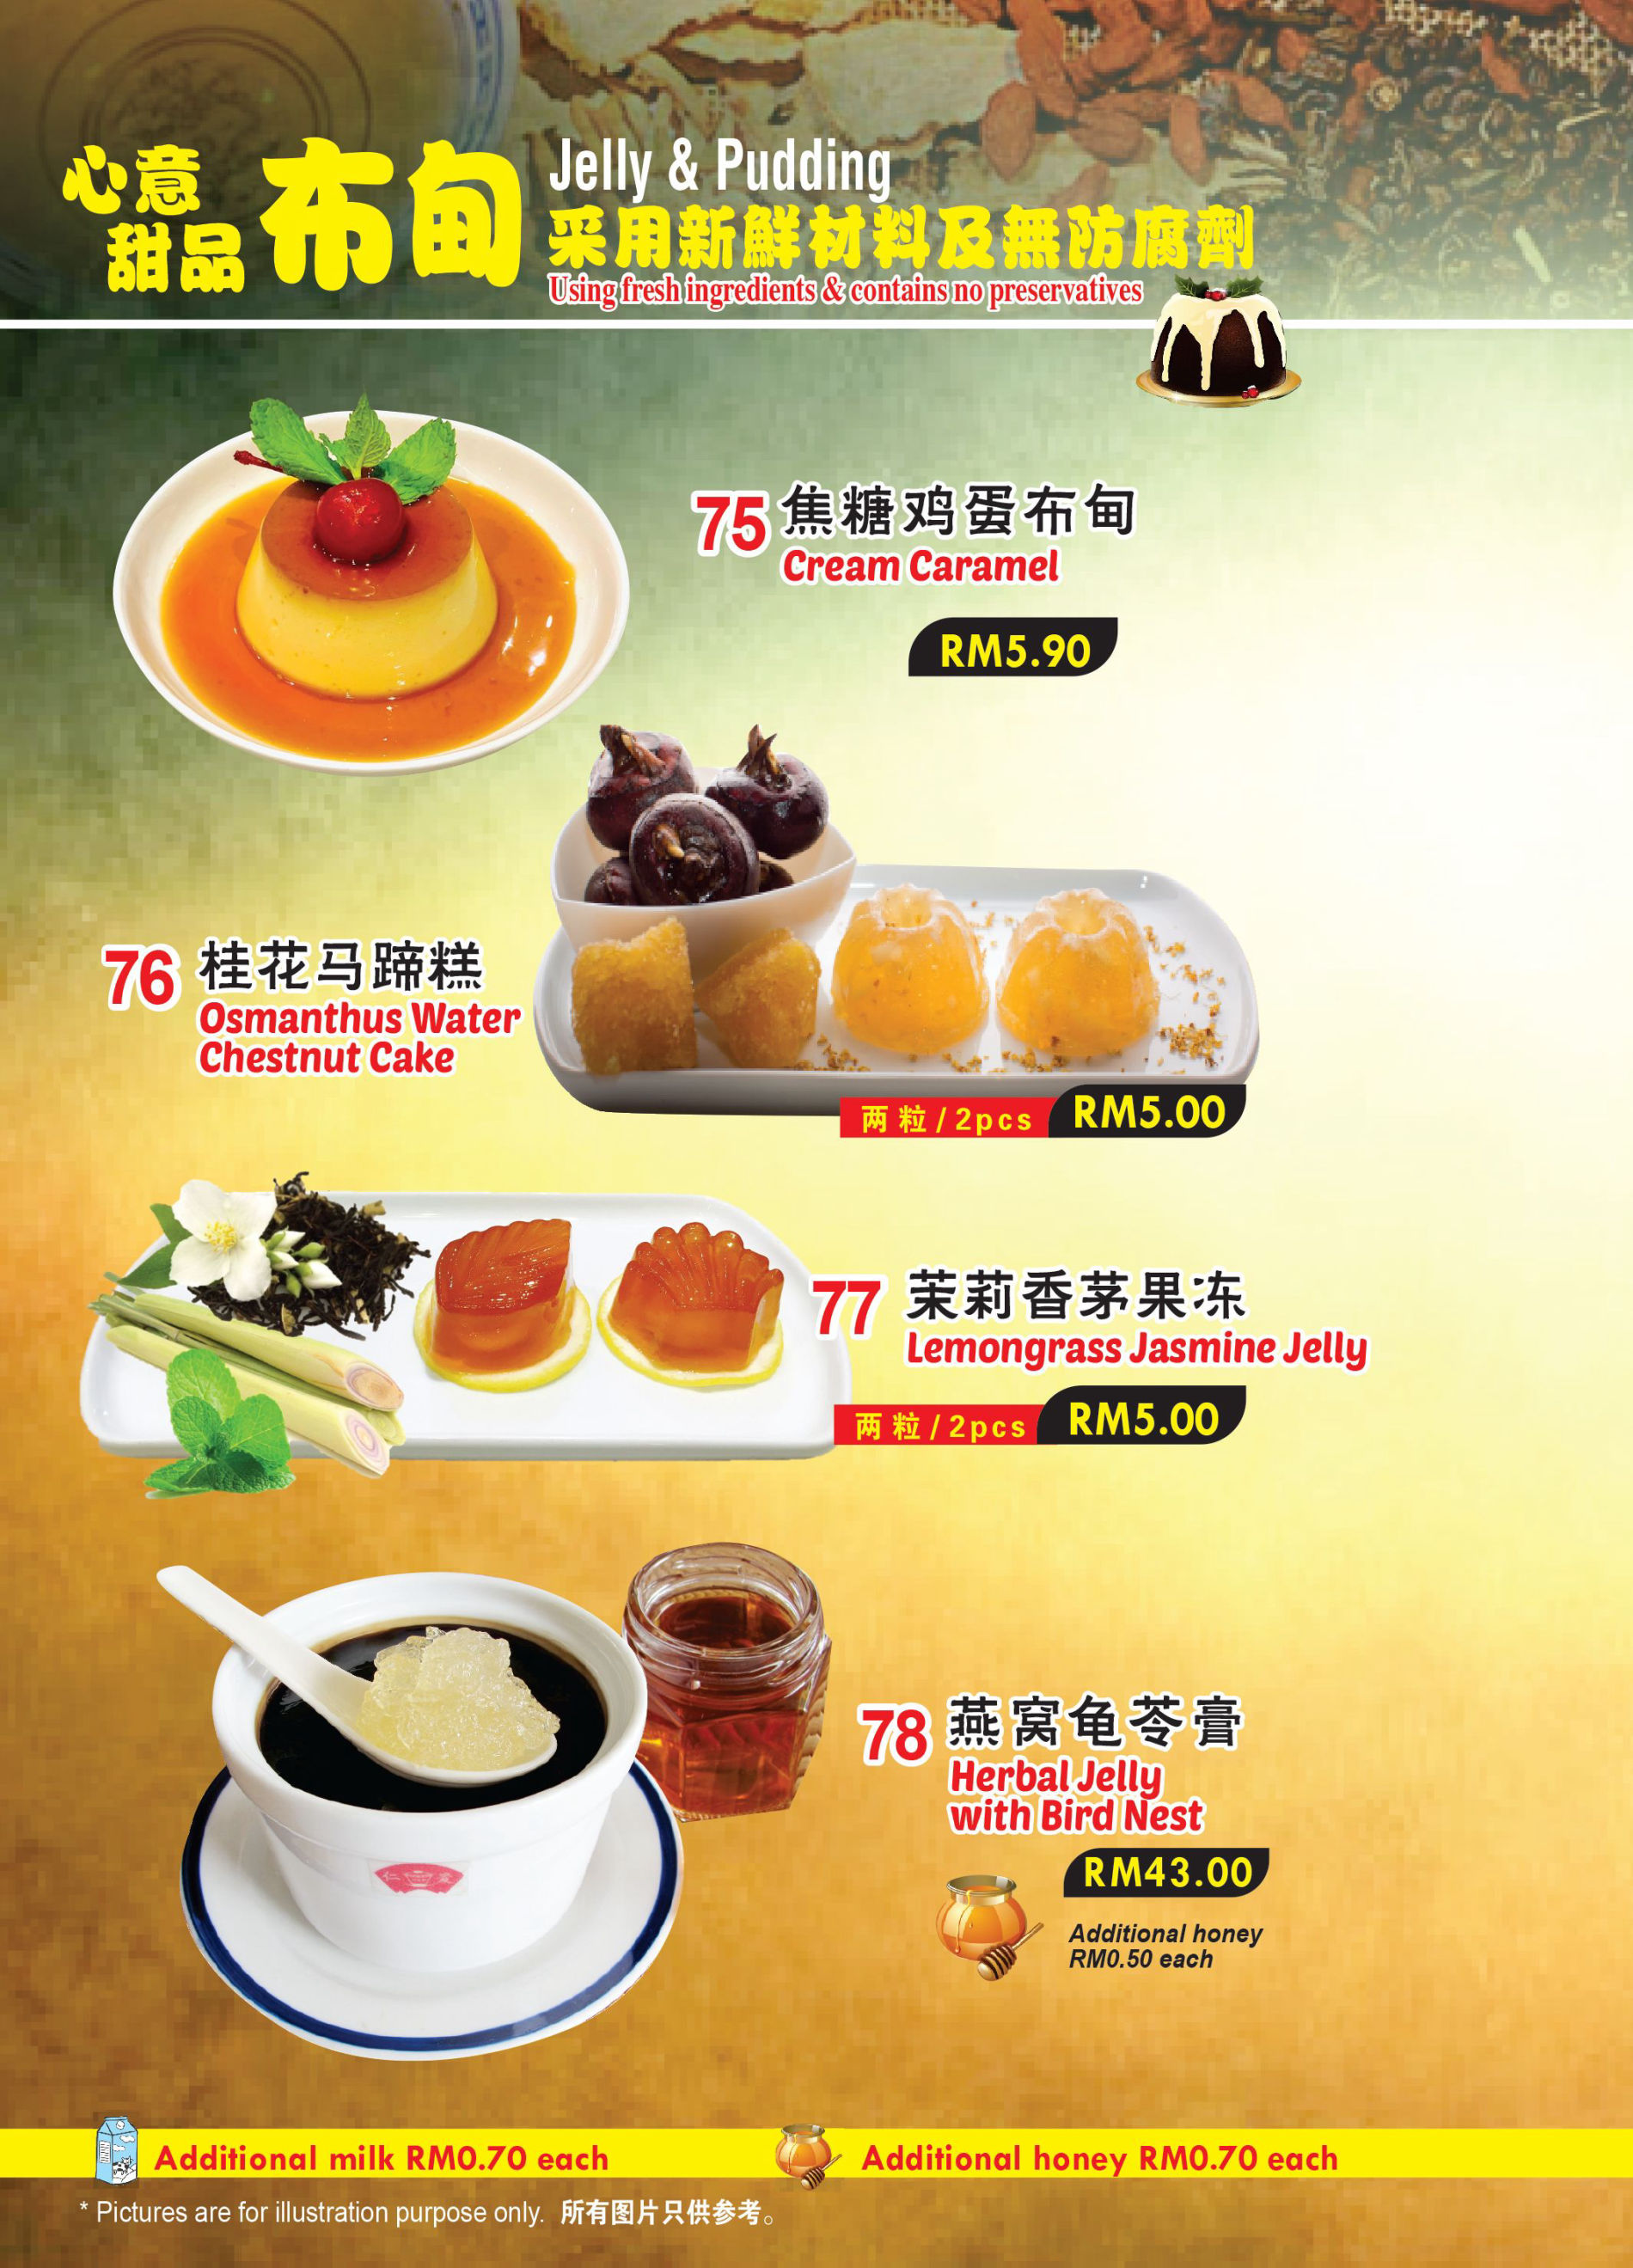 心意
甜品
布甸
Jelly & Pudding
采用新鮮材料及無防腐劑
Using fresh ingredients & contains no preservatives
75 焦糖鸡蛋布甸
Cream Caramel
RM5.90
76 桂花马蹄糕
Osmanthus Water
Chestnut Cake
两粒/2pcs RM5.00
77 茉莉香茅果冻
Lemongrass Jasmine Jelly
两粒/2pcs RM5.00
78 燕窝龟苓膏
Herbal Jelly
with Bird Nest
RM43.00
Additional honey
RM0.50 each
Additional milk RM0.70 each
Additional honey RM0.70 each
* Pictures are for illustration purpose only. 所有图片只供参考。